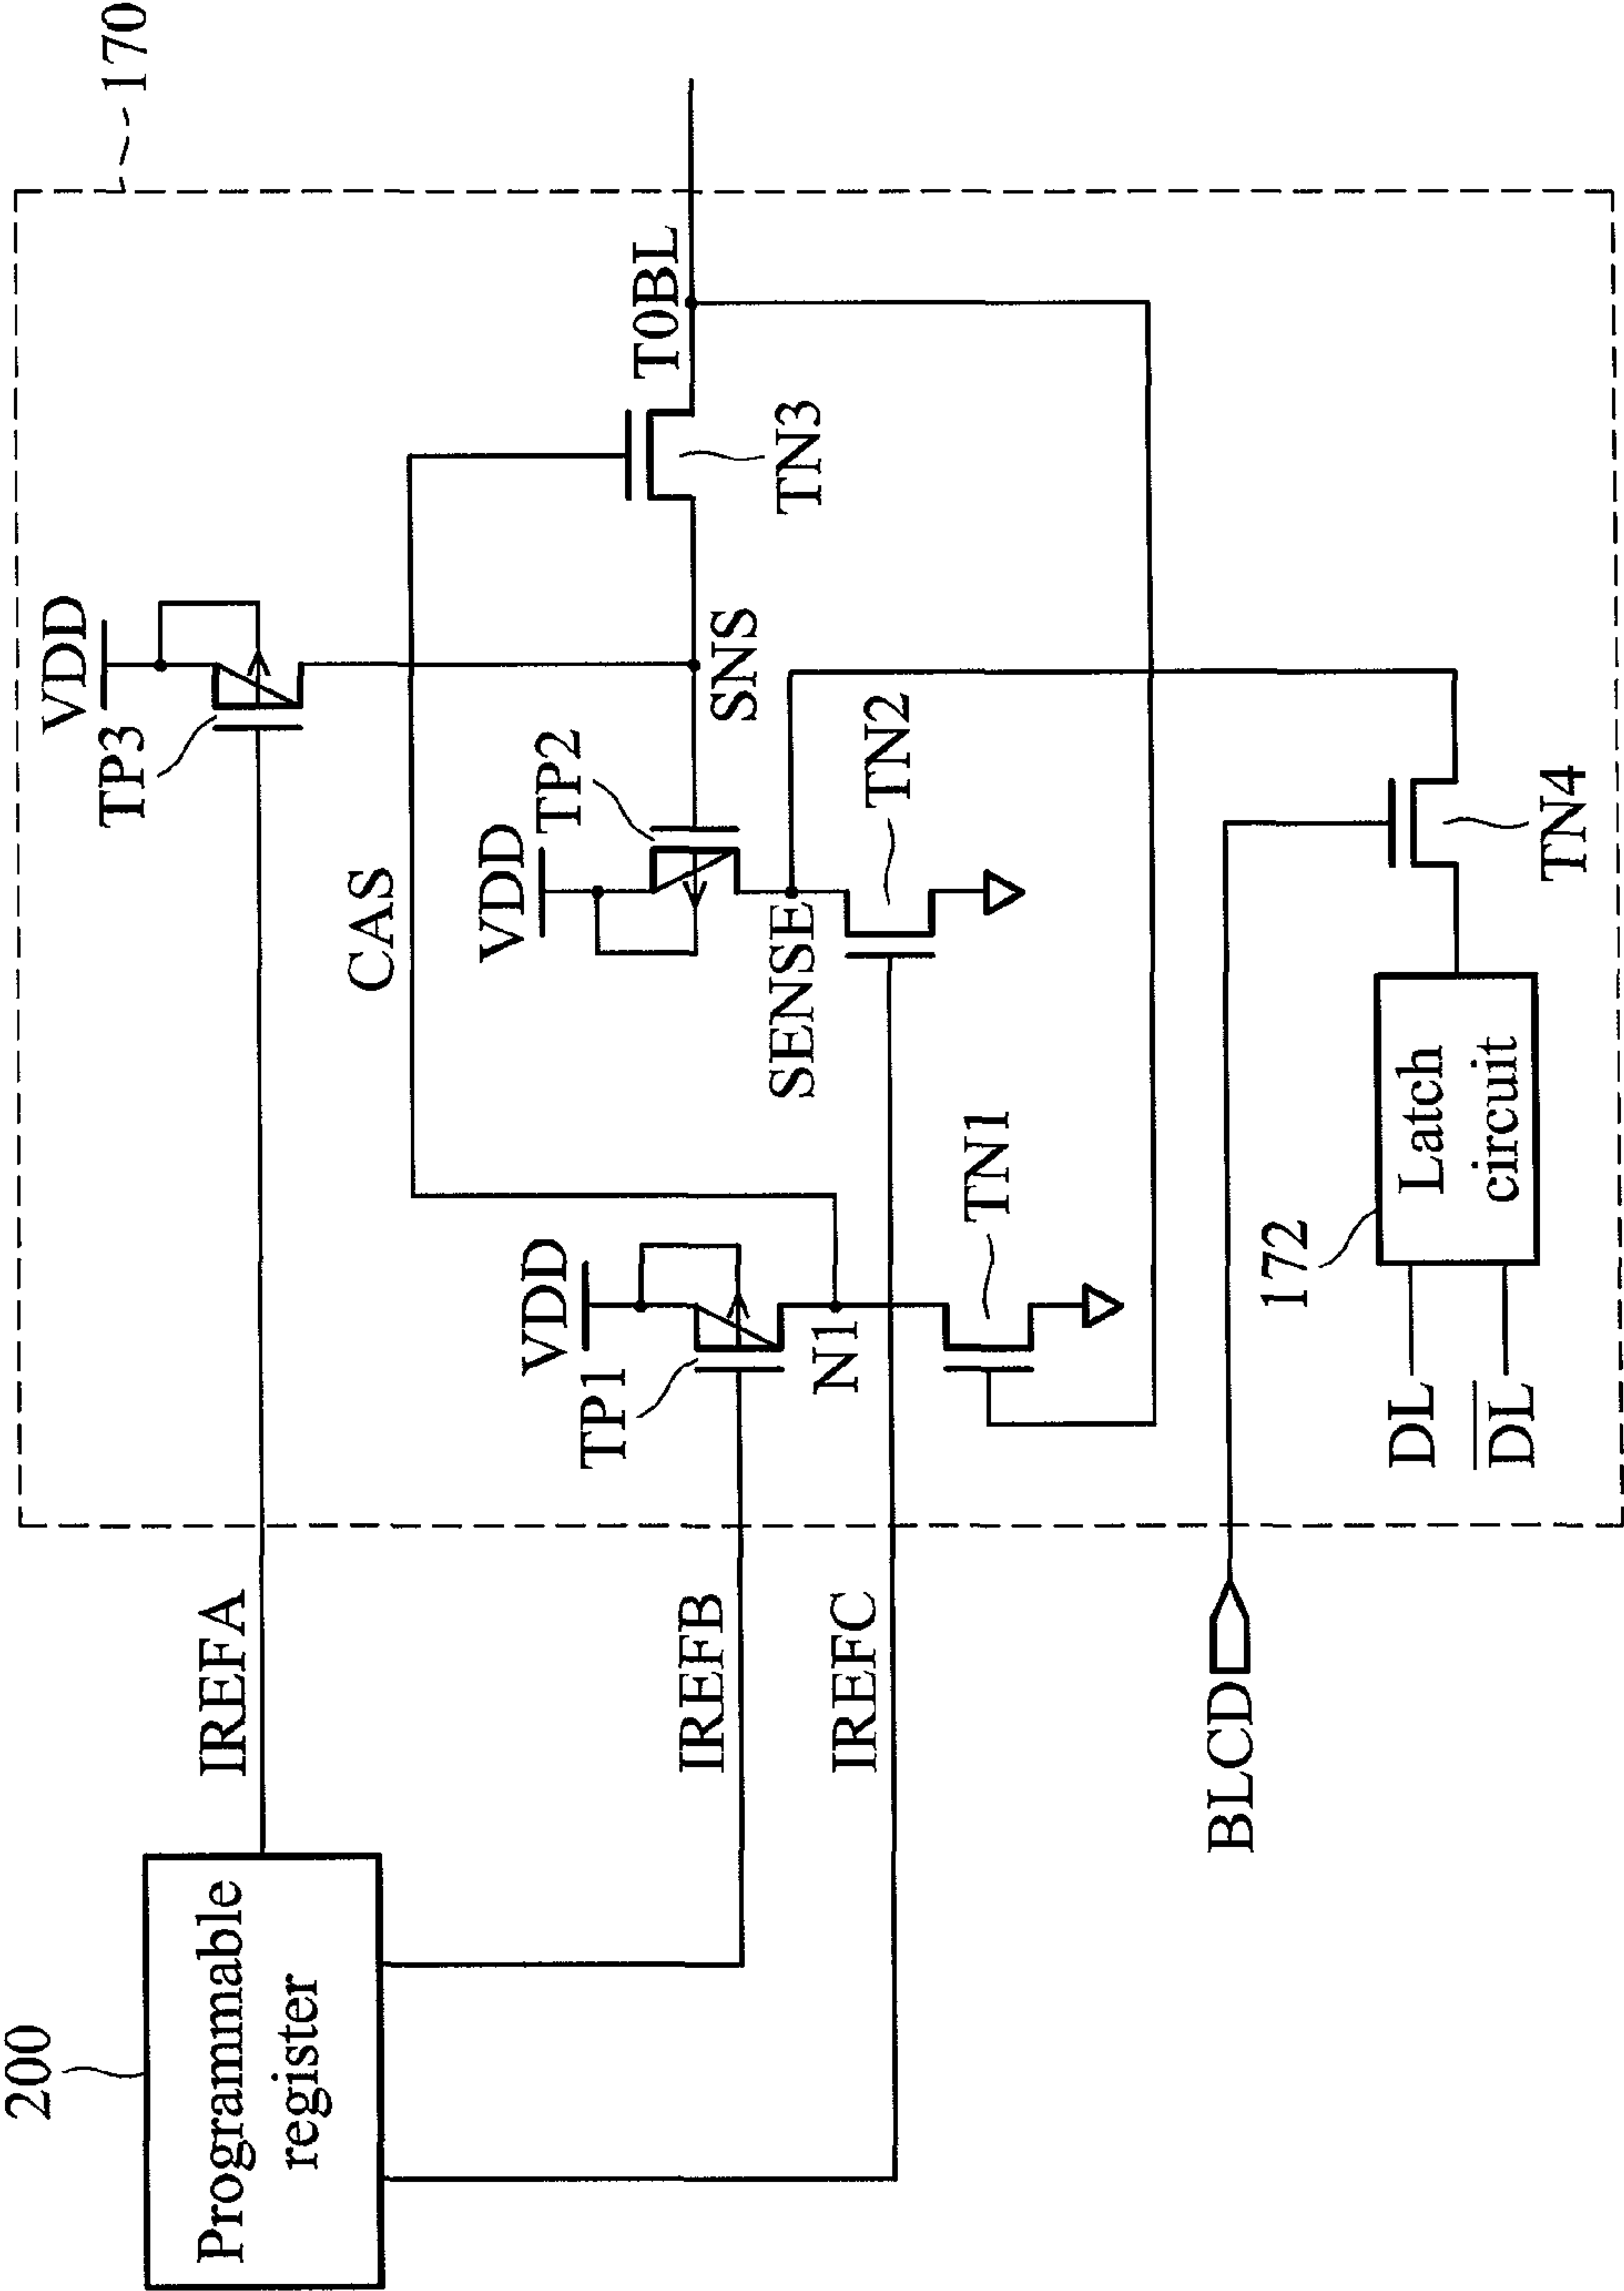 170
VDD
TP3
CAS
T0BL
TN3
SNS
VDD
TP2
SENSE
TN2
VDD
TP1
N1
TN1
TN4
172
Latch
circuit
DL
DL
IREFA
IREFB
IREFC
BLCD
200
Programmable
register